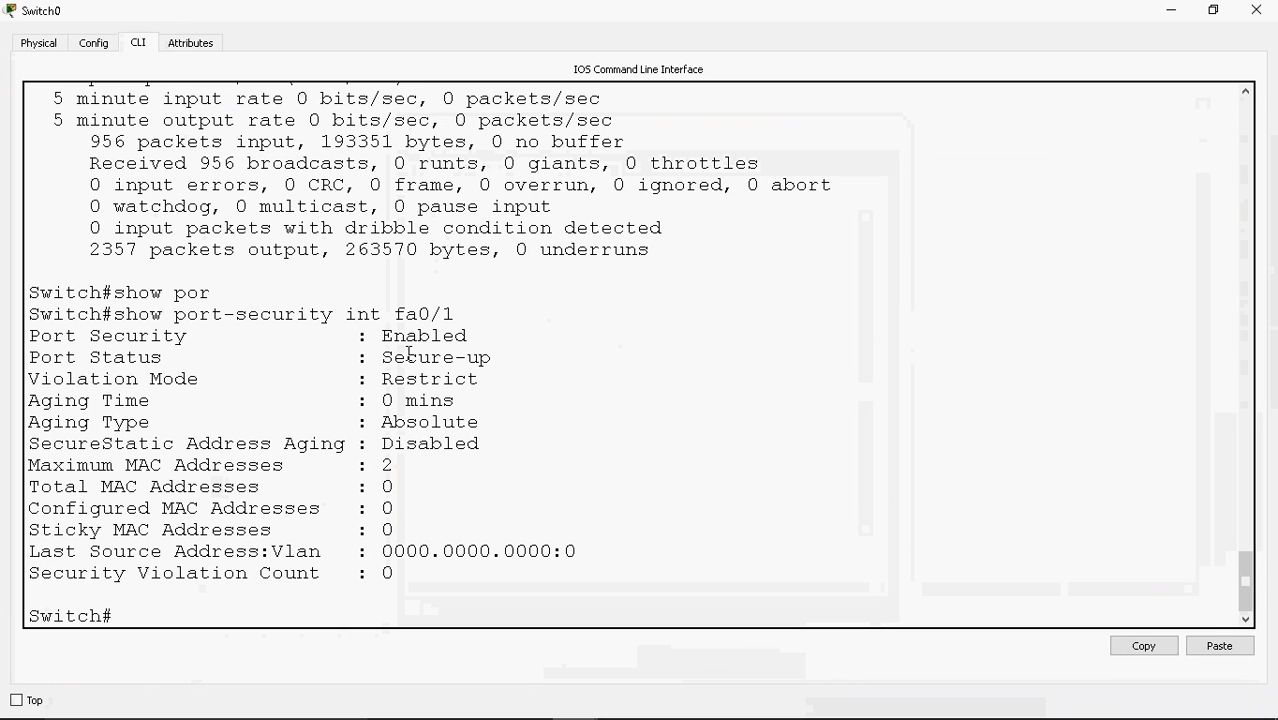 Switch0
Physical Config CLI Attributes
IOS Command Line Interface
5 minute input rate 0 bits/sec, 0 packets/sec
5 minute output rate 0 bits/sec, 0 packets/sec
956 packets input, 193351 bytes, 0 no buffer
Received 956 broadcasts, 0 runts, 0 giants, 0 throttles
0 input errors, 0 CRC, 0 frame, 0 overrun, 0 ignored, 0 abort
0 watchdog, 0 multicast, 0 pause input
0 input packets with dribble condition detected
2357 packets output, 263570 bytes, 0 underruns
Switch#show por
Switch#show port-security int fa0/1
Port Security : Enabled
Port Status : Secure-up
Violation Mode : Restrict
Aging Time : 0 mins
Aging Type : Absolute
SecureStatic Address Aging : Disabled
Maximum MAC Addresses : 2
Total MAC Addresses : 0
Configured MAC Addresses : 0
Sticky MAC Addresses : 0
Last Source Address:Vlan : 0000.0000.0000:0
Security Violation Count : 0
Switch#
Copy Paste
Top